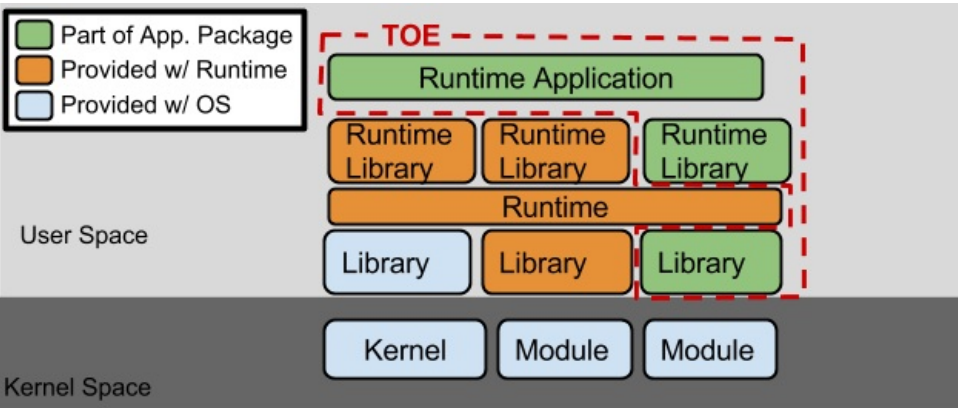 Part of App. Package
Provided w/ Runtime
Provided w/ OS
TOE
Runtime Application
Runtime
Library
Runtime
Library
Runtime
Library
Runtime
User Space
Library
Library
Library
Kernel
Module
Module
Kernel Space